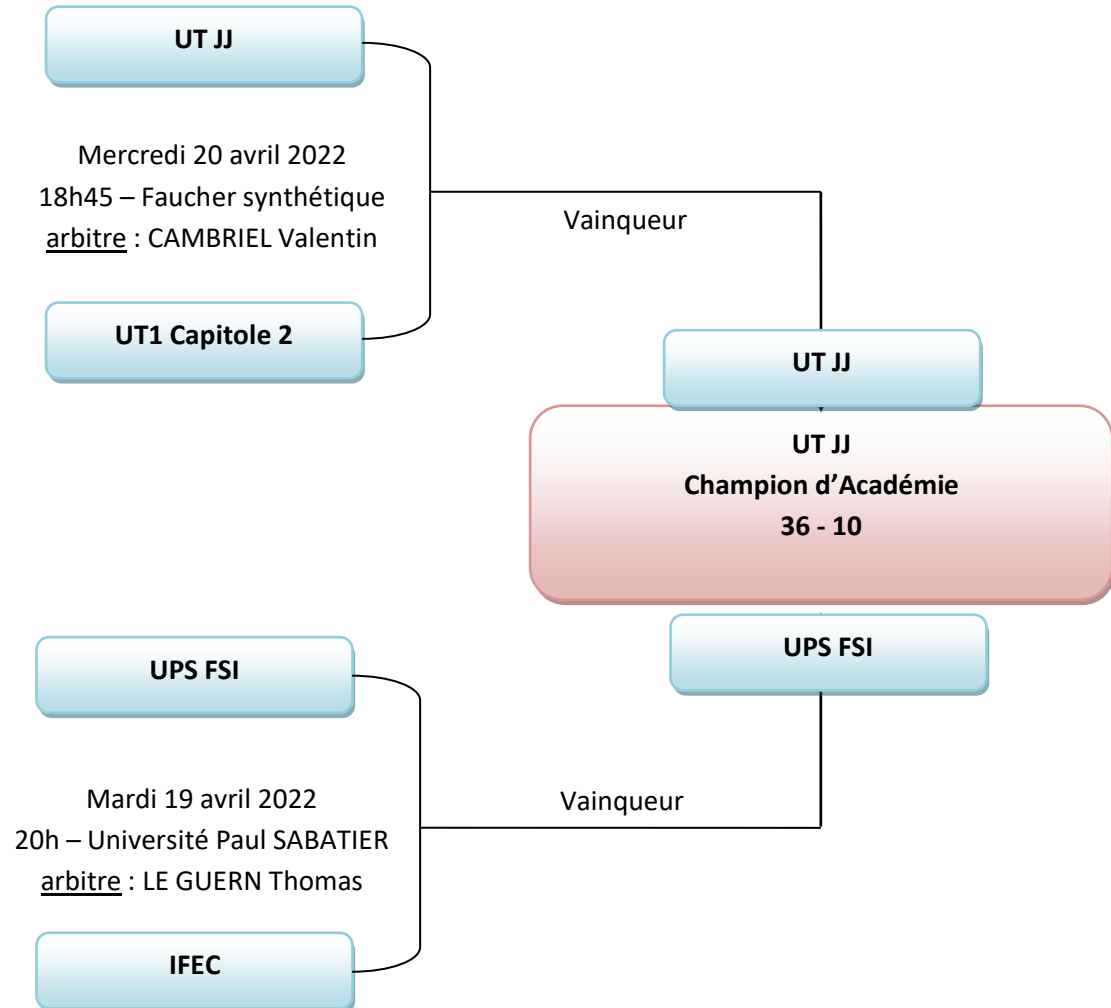 UT JJ
Mercredi 20 avril 2022
18h45 – Faucher synthétique
arbitre : CAMBRIEL Valentin
UT1 Capitole 2
Vainqueur
UT JJ
UT JJ
Champion d’Académie
36 - 10
UPS FSI
UPS FSI
Mardi 19 avril 2022
20h – Université Paul SABATIER
arbitre : LE GUERN Thomas
IFEC
Vainqueur